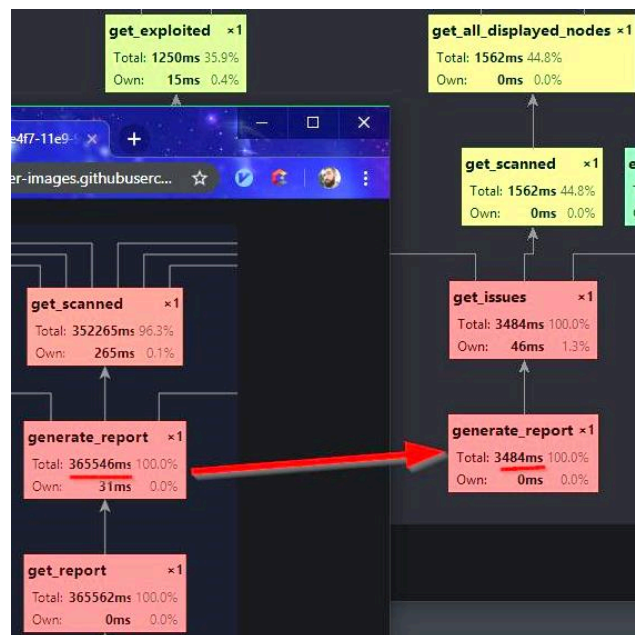 get_exploited ×1
Total: 1250ms 35.9%
Own: 15ms 0.4%
get_all_displayed_nodes ×1
Total: 1562ms 44.8%
Own: 0ms 0.0%
e4f7-11e9-
er-images.githubuserc...
get_scanned ×1
Total: 1562ms 44.8%
Own: 0ms 0.0%
get_scanned ×1
Total: 352265ms 96.3%
Own: 265ms 0.1%
get_issues ×1
Total: 3484ms 100.0%
Own: 46ms 1.3%
generate_report ×1
Total: 365546ms 100.0%
Own: 31ms 0.0%
generate_report ×1
Total: 3484ms 100.0%
Own: 0ms 0.0%
get_report ×1
Total: 365562ms 100.0%
Own: 0ms 0.0%